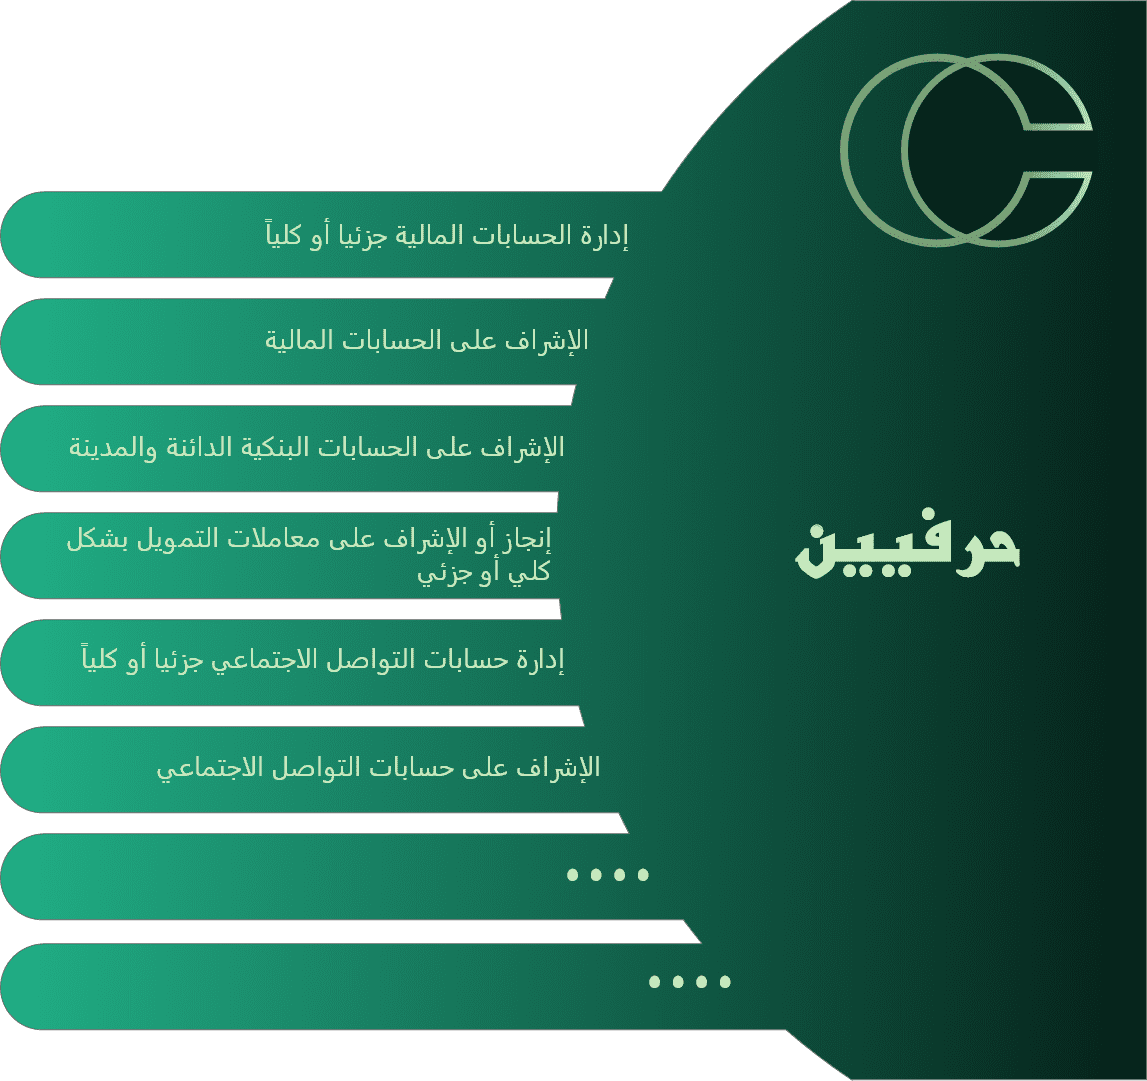 حرفيين
إدارة الحسابات المالية جزئيا أو كلياً
الإشراف على الحسابات المالية
الإشراف على الحسابات البنكية الدائنة والمدينة
إنجاز أو الإشراف على معاملات التمويل بشكل
كلي أو جزئي
إدارة حسابات التواصل الاجتماعي جزئيا أو كلياً
الإشراف على حسابات التواصل الاجتماعي
....
....